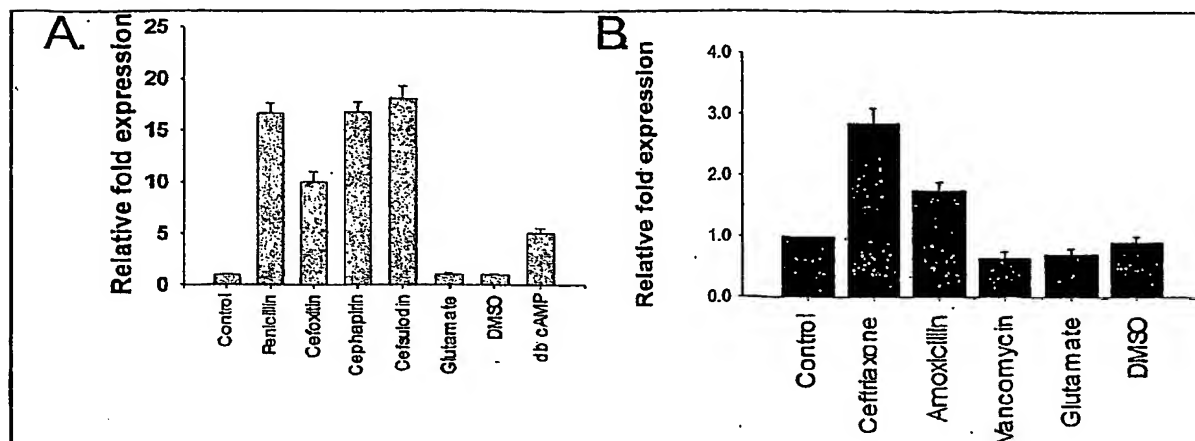 A.
Relative fold expression
25
20
15
10
5
0
Control
Penicillin
Cefoxitin
Cephapirin
Cefsulodin
Glutamate
DMSO
db cAMP
B.
Relative fold expression
4.0
3.0
2.0
1.0
0.0
Control
Ceftriaxone
Amoxicillin
Vancomycin
Glutamate
DMSO